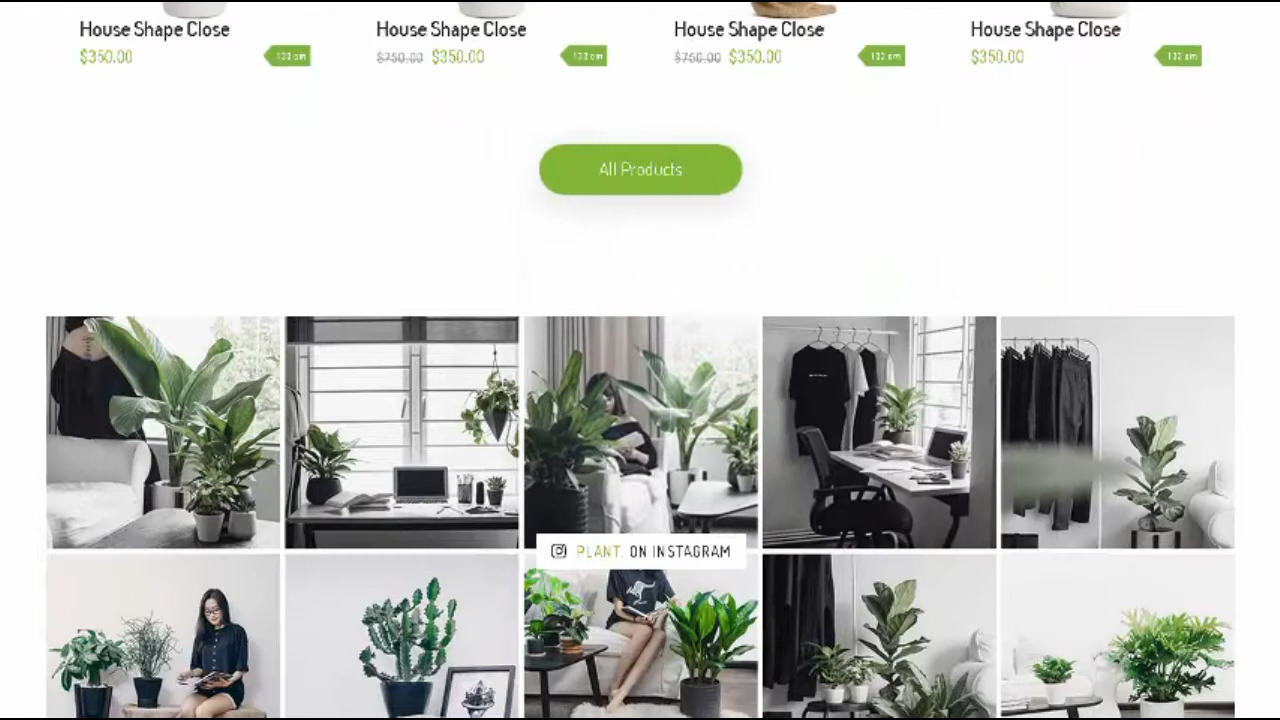 House Shape Close House Shape Close House Shape Close House Shape Close
$350.00 $750.00 $350.00 $750.00 $350.00 $350.00
All Products
PLANT. ON INSTAGRAM